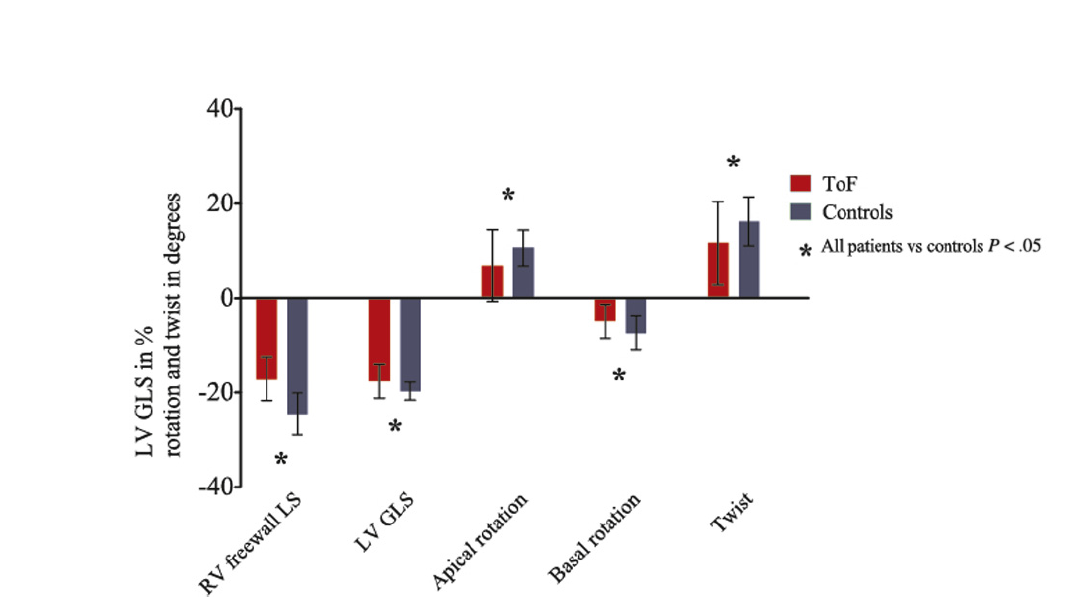 40
20
0
-20
-40
LV GLS in %
rotation and twist in degrees
*
*
*
*
*
RV freewall LS
LV GLS
Apical rotation
Basal rotation
Twist
ToF
Controls
* All patients vs controls P < .05